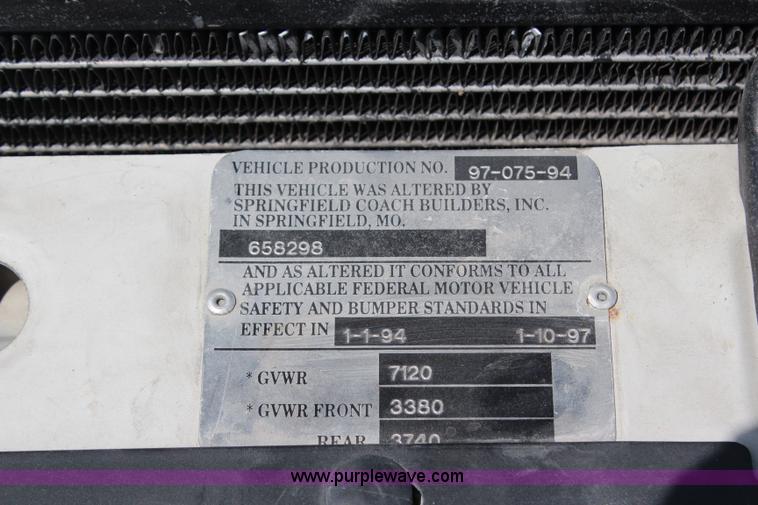 VEHICLE PRODUCTION NO. 97-075-94
THIS VEHICLE WAS ALTERED BY
SPRINGFIELD COACH BUILDERS, INC.
IN SPRINGFIELD, MO.
658298
AND AS ALTERED IT CONFORMS TO ALL
APPLICABLE FEDERAL MOTOR VEHICLE
SAFETY AND BUMPER STANDARDS IN
EFFECT IN 1-1-94 1-10-97
* GVWR 7120
* GVWR FRONT 3380
REAR 3740
www.purplewave.com